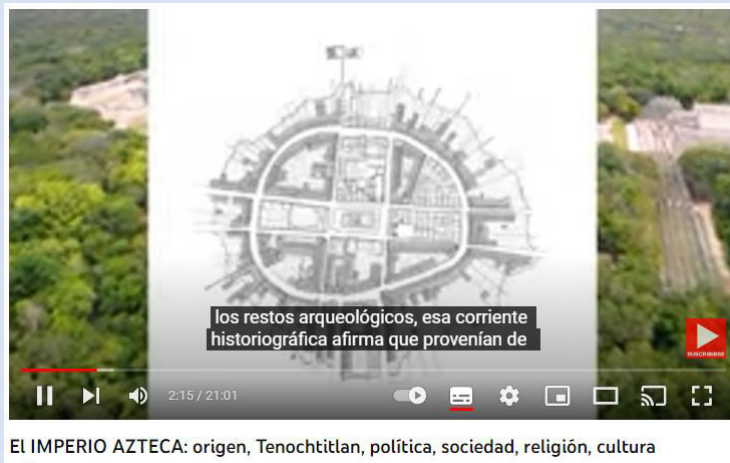 los restos arqueológicos, esa corriente
historiográfica afirma que provenían de
SUSCRIBIRSE
2:15 / 21:01
El IMPERIO AZTECA: origen, Tenochtitlan, política, sociedad, religión, cultura